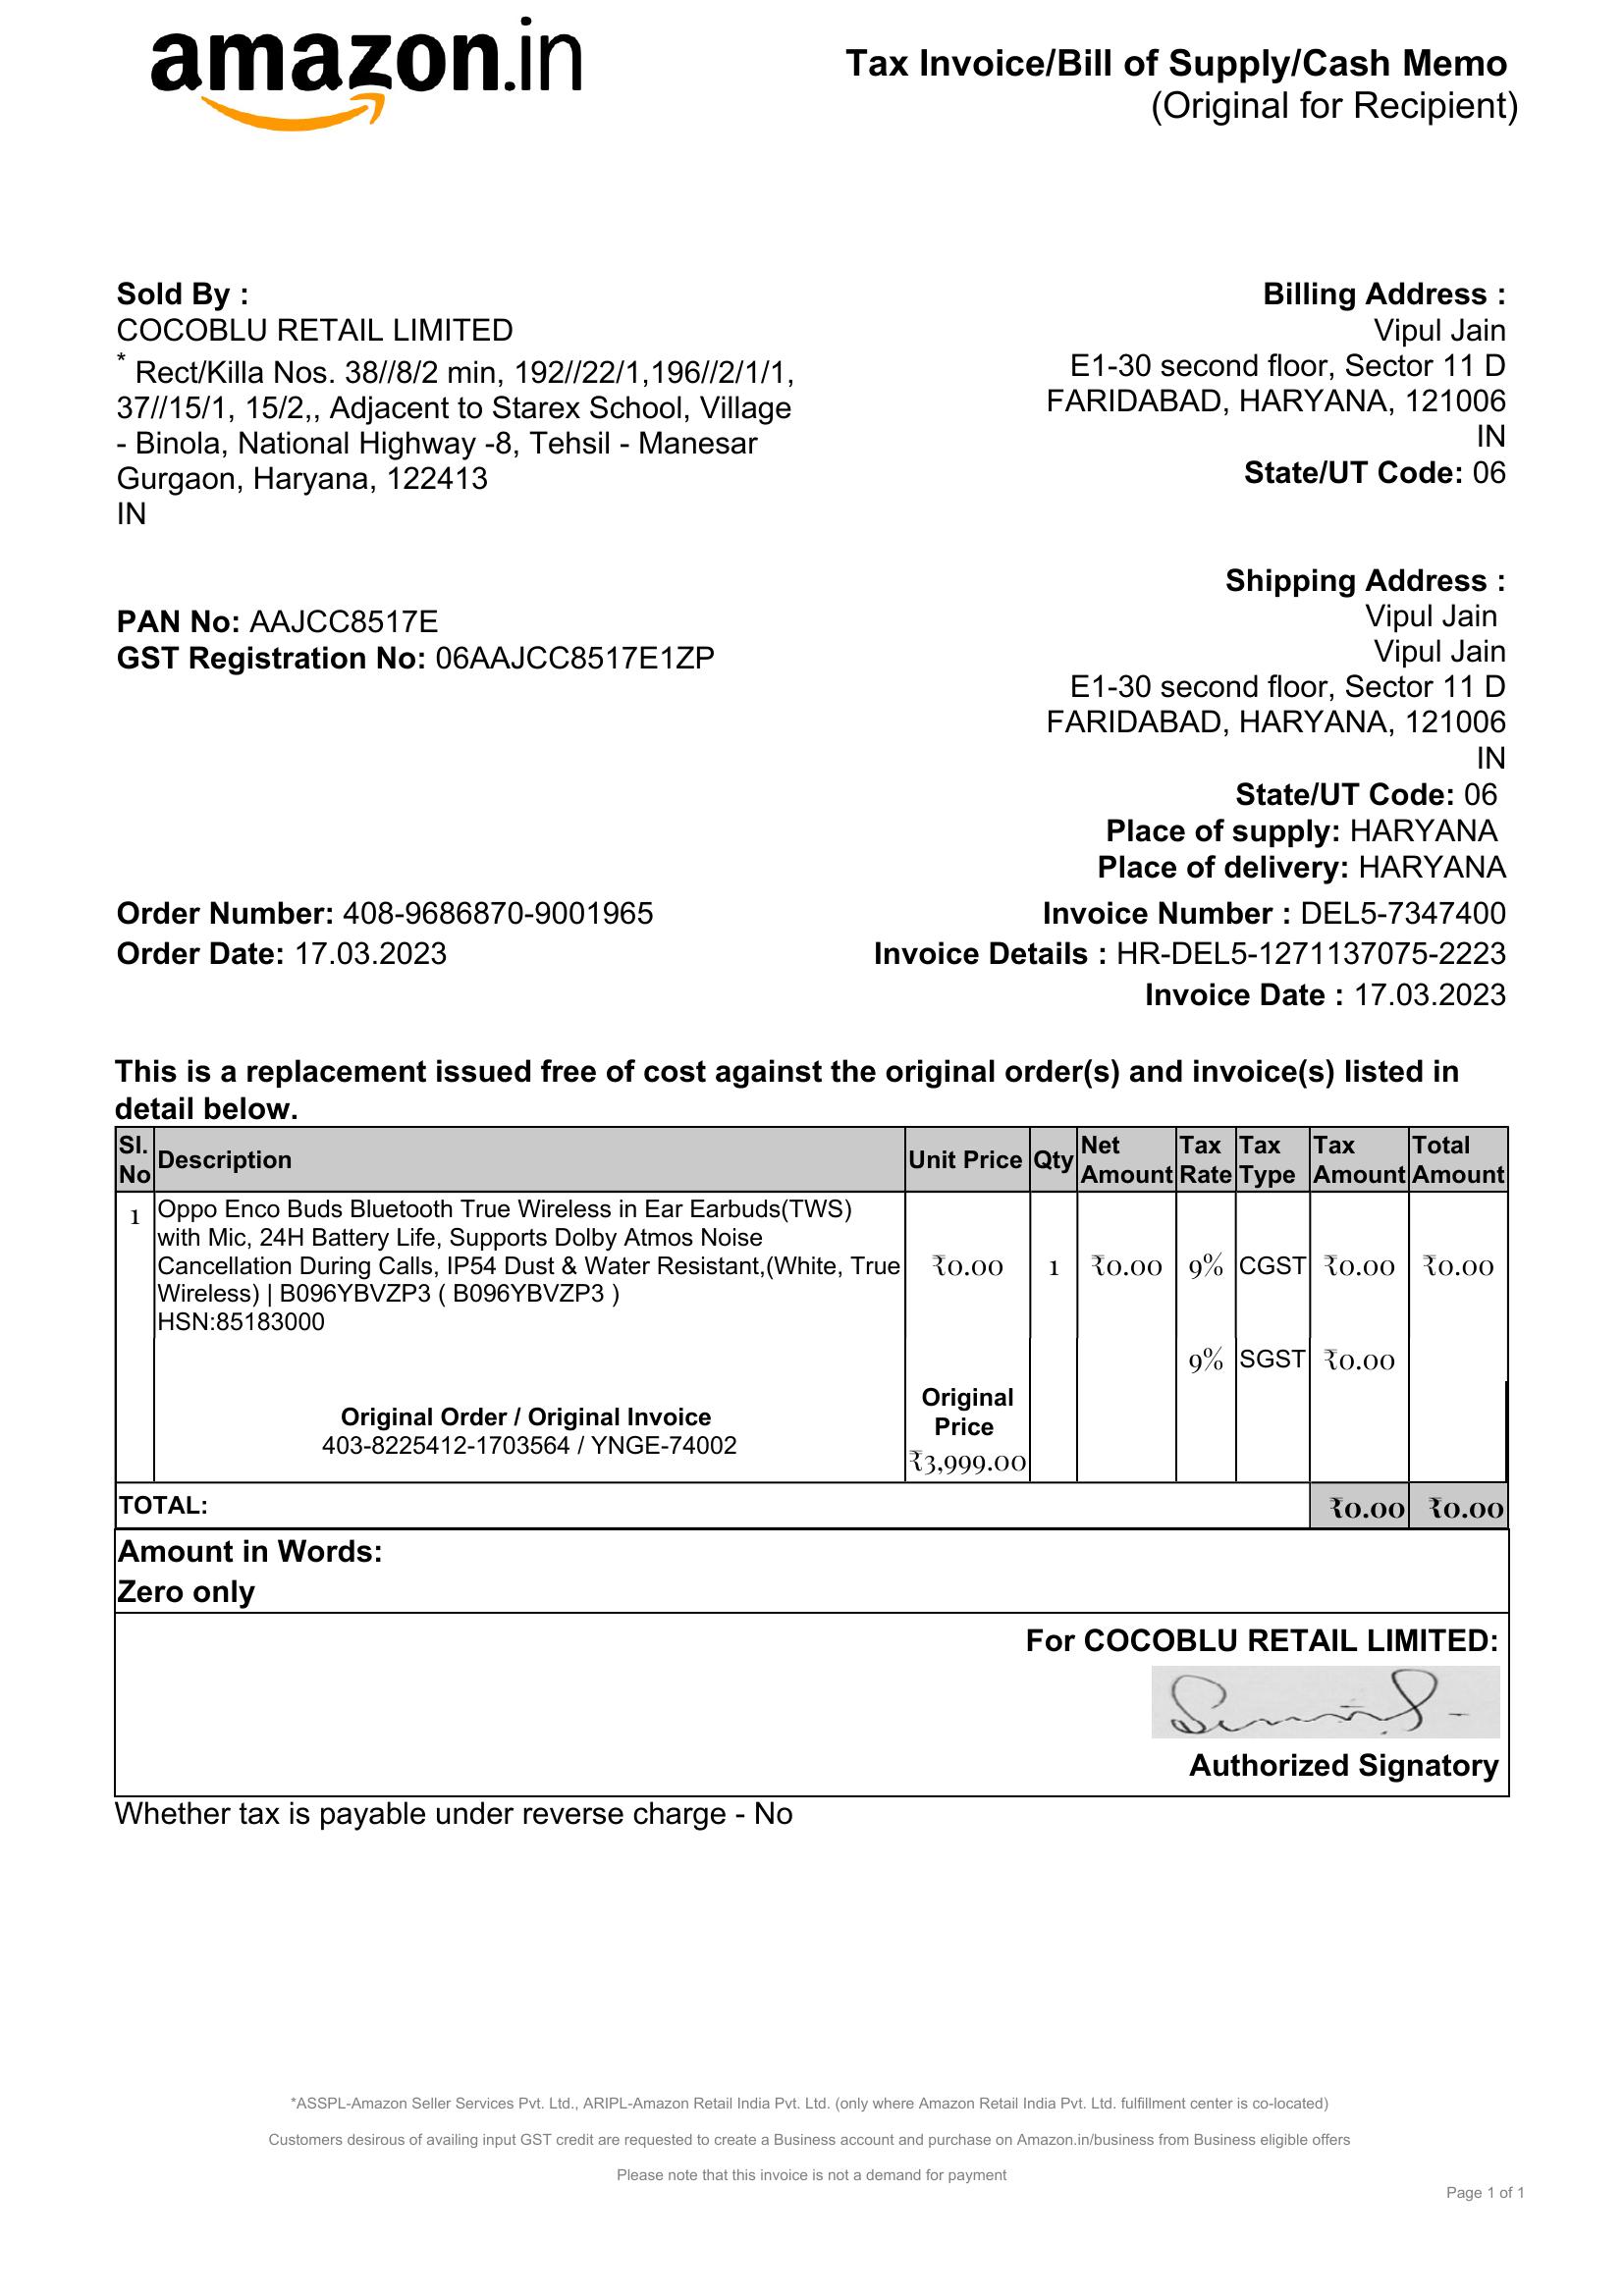 amazon.in
Tax Invoice/Bill of Supply/Cash Memo
(Original for Recipient)
Sold By :
COCOBLU RETAIL LIMITED
* Rect/Killa Nos. 38//8/2 min, 192//22/1,196//2/1/1,
37//15/1, 15/2,, Adjacent to Starex School, Village
- Binola, National Highway -8, Tehsil - Manesar
Gurgaon, Haryana, 122413
IN
PAN No: AAJCC8517E
GST Registration No: 06AAJCC8517E1ZP
Billing Address :
Vipul Jain
E1-30 second floor, Sector 11 D
FARIDABAD, HARYANA, 121006
IN
State/UT Code: 06
Shipping Address :
Vipul Jain
Vipul Jain
E1-30 second floor, Sector 11 D
FARIDABAD, HARYANA, 121006
IN
State/UT Code: 06
Place of supply: HARYANA
Place of delivery: HARYANA
Order Number: 408-9686870-9001965
Order Date: 17.03.2023
Invoice Number : DEL5-7347400
Invoice Details : HR-DEL5-1271137075-2223
Invoice Date : 17.03.2023
This is a replacement issued free of cost against the original order(s) and invoice(s) listed in
detail below.
Sl. No Description Unit Price Qty Net Amount Tax Rate Tax Type Tax Amount Total Amount
1 Oppo Enco Buds Bluetooth True Wireless in Ear Earbuds(TWS)
with Mic, 24H Battery Life, Supports Dolby Atmos Noise
Cancellation During Calls, IP54 Dust & Water Resistant,(White, True ₹0.00 1 ₹0.00 9% CGST ₹0.00 ₹0.00
Wireless) | B096YBVZP3 ( B096YBVZP3 )
HSN:85183000
9% SGST ₹0.00
Original Order / Original Invoice
403-8225412-1703564 / YNGE-74002
Original
Price
₹3,999.00
TOTAL: ₹0.00 ₹0.00
Amount in Words:
Zero only
For COCOBLU RETAIL LIMITED:
Authorized Signatory
Whether tax is payable under reverse charge - No
*ASSPL-Amazon Seller Services Pvt. Ltd., ARIPL-Amazon Retail India Pvt. Ltd. (only where Amazon Retail India Pvt. Ltd. fulfillment center is co-located)
Customers desirous of availing input GST credit are requested to create a Business account and purchase on Amazon.in/business from Business eligible offers
Please note that this invoice is not a demand for payment
Page 1 of 1